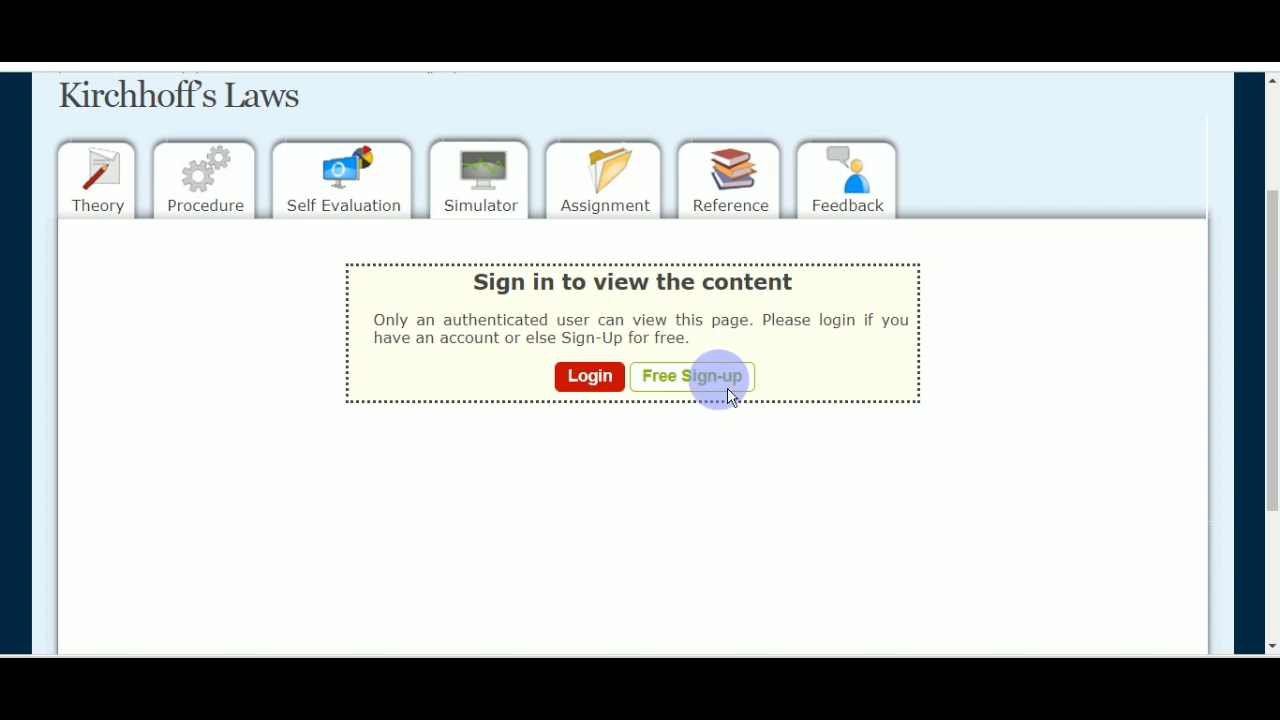 Kirchhoff's Laws
Theory Procedure Self Evaluation Simulator Assignment Reference Feedback
Sign in to view the content
Only an authenticated user can view this page. Please login if you
have an account or else Sign-Up for free.
Login Free Sign-up